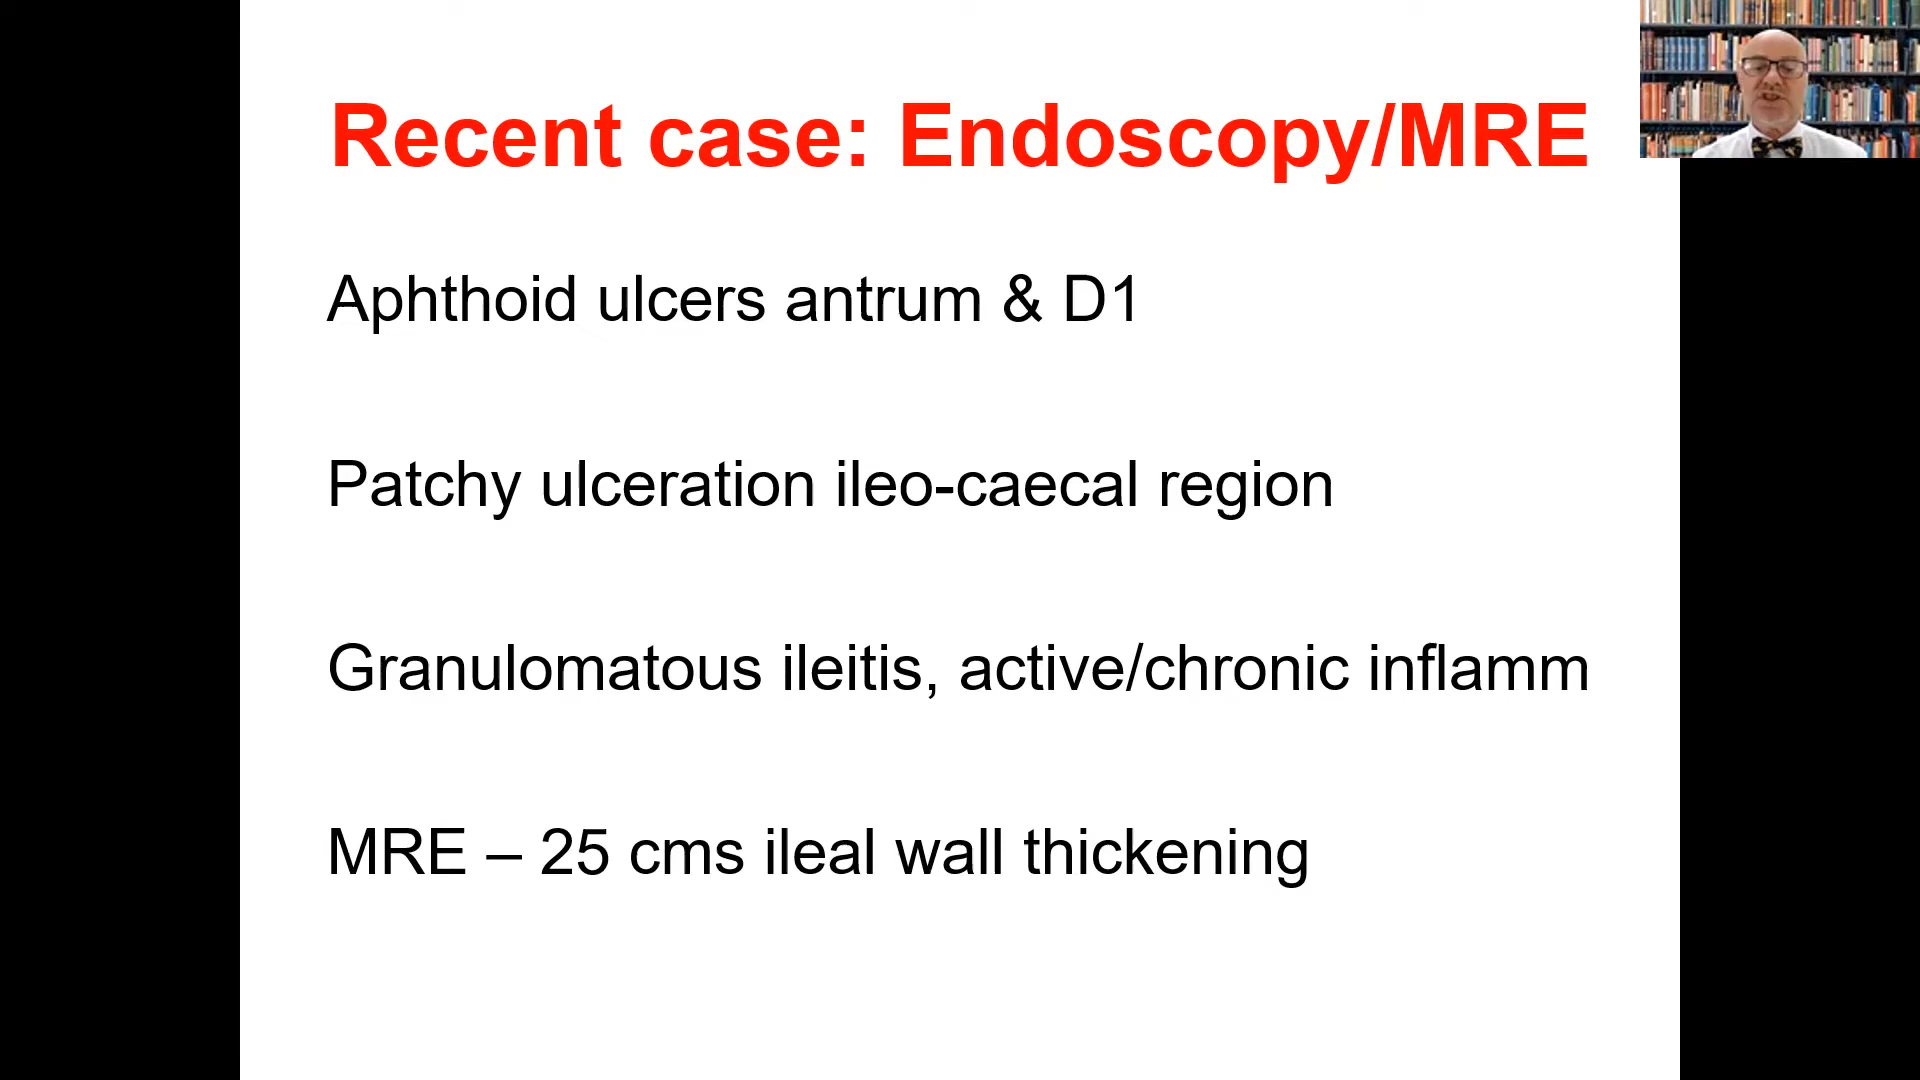 Recent case: Endoscopy/MRE
Aphthoid ulcers antrum & D1
Patchy ulceration ileo-caecal region
Granulomatous ileitis, active/chronic inflamm
MRE – 25 cms ileal wall thickening